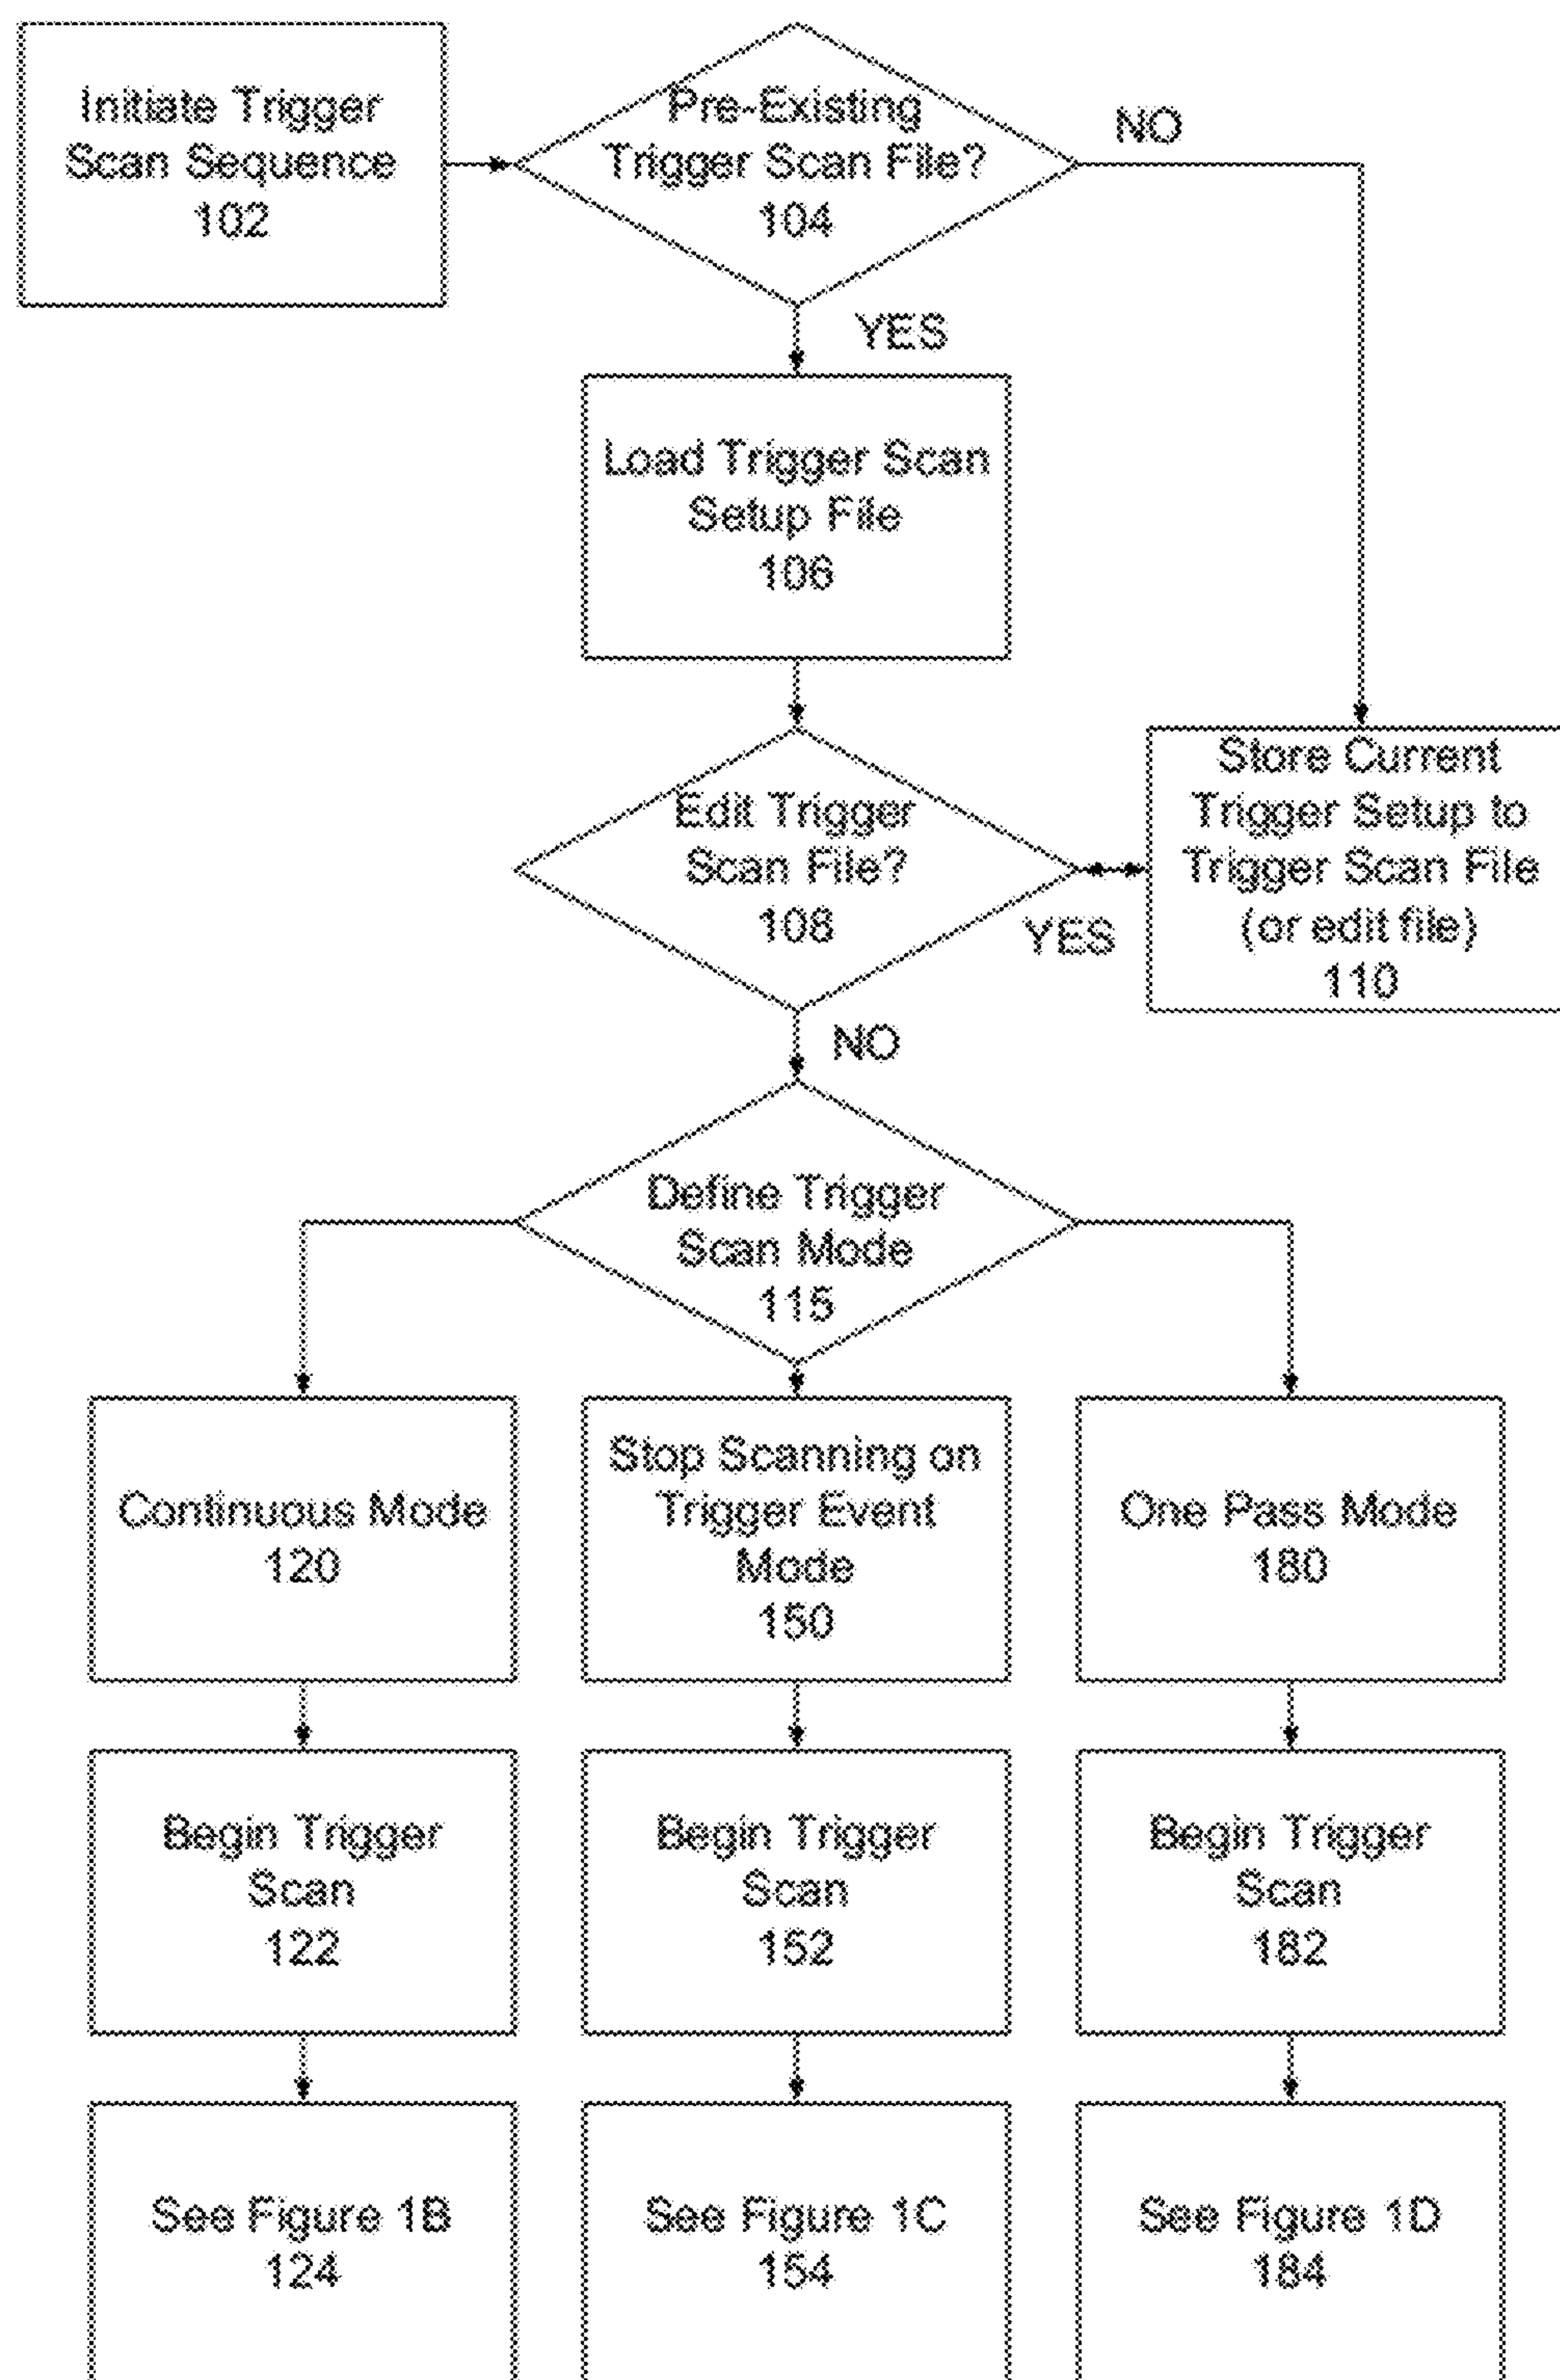 Initiate Trigger
Scan Sequence
102
Pre-Existing
Trigger Scan File?
104
NO
YES
Load Trigger Scan
Setup File
106
Edit Trigger
Scan File?
108
YES
Store Current
Trigger Setup to
Trigger Scan File
(or edit file)
110
NO
Define Trigger
Scan Mode
115
Continuous Mode
120
Stop Scanning on
Trigger Event
Mode
150
One Pass Mode
180
Begin Trigger
Scan
122
Begin Trigger
Scan
152
Begin Trigger
Scan
182
See Figure 1B
124
See Figure 1C
154
See Figure 1D
184